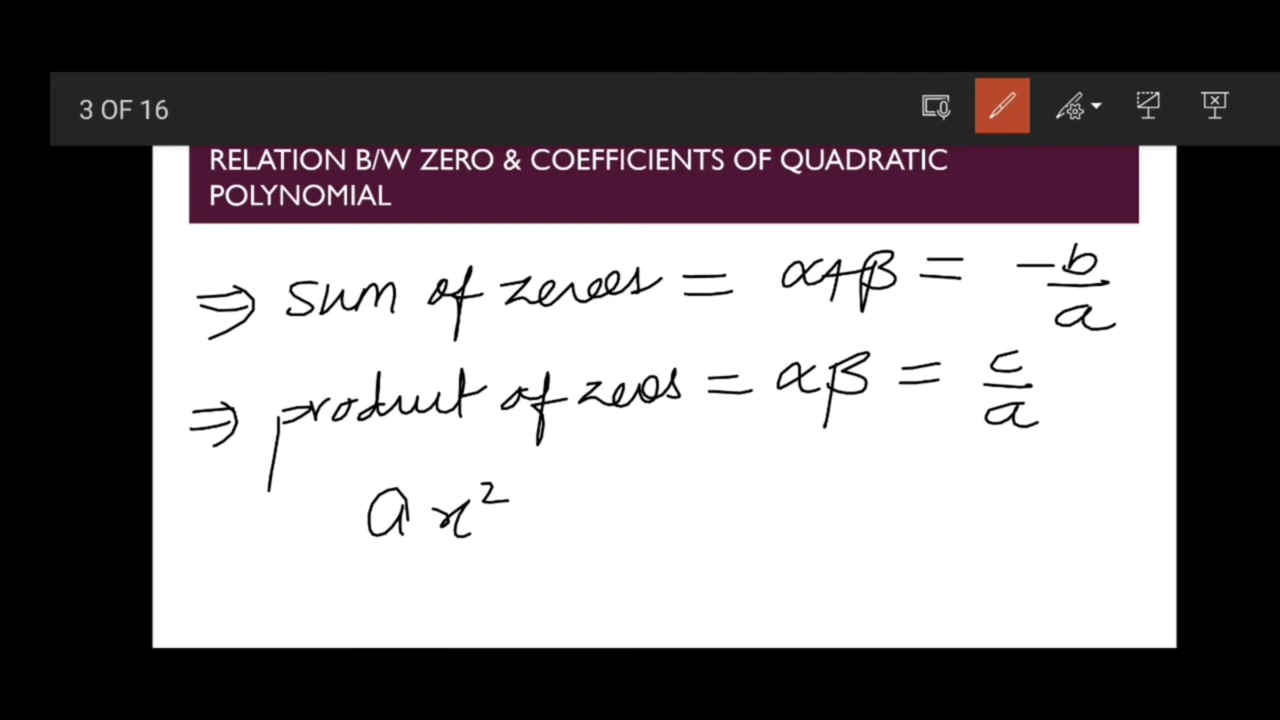 3 OF 16
RELATION B/W ZERO & COEFFICIENTS OF QUADRATIC
POLYNOMIAL
⇒ sum of zeroes = α+β = -b/a
⇒ product of zeros = αβ = c/a
ax²